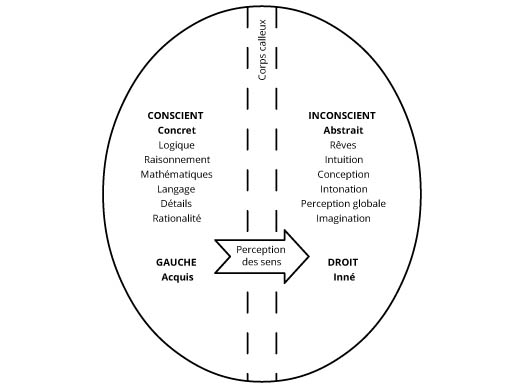 Corps calleux
CONSCIENT
Concret
Logique
Raisonnement
Mathématiques
Langage
Détails
Rationalité
INCONSCIENT
Abstrait
Rêves
Intuition
Conception
Intonation
Perception globale
Imagination
Perception
des sens
GAUCHE
Acquis
DROIT
Inné